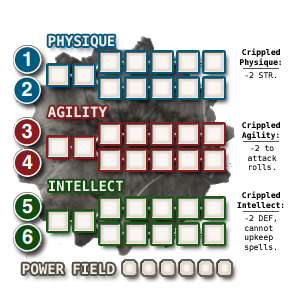 PHYSIQUE
1
2
Crippled
Physique:
-2 STR.
AGILITY
3
4
Crippled
Agility:
-2 to
attack
rolls.
INTELLECT
5
6
Crippled
Intellect:
-2 DEF,
cannot
upkeep
spells.
POWER FIELD